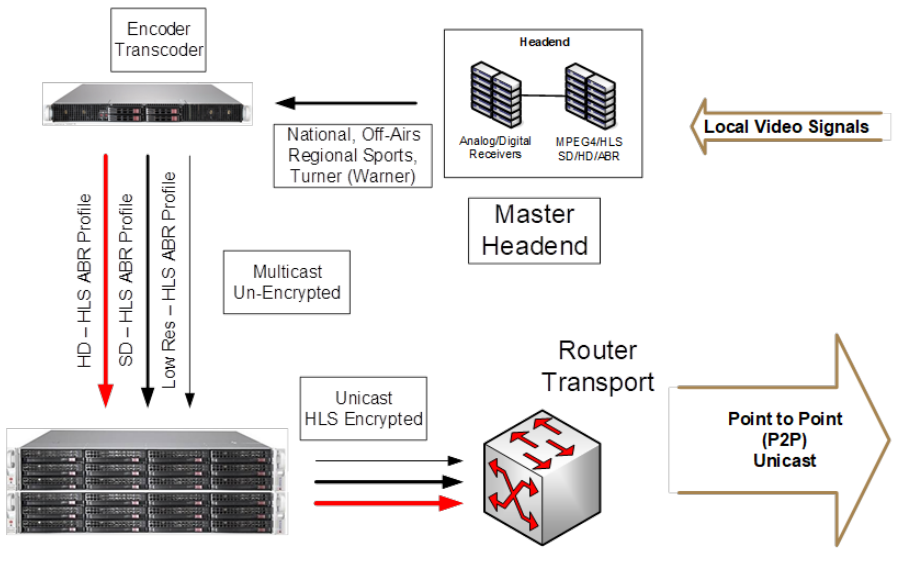 Encoder
Transcoder
Headend
Analog/Digital
Receivers
MPEG4/HLS
SD/HD/ABR
Local Video Signals
National, Off-Airs
Regional Sports,
Turner (Warner)
Master
Headend
HD – HLS ABR Profile
SD – HLS ABR Profile
Low Res – HLS ABR Profile
Multicast
Un-Encrypted
Unicast
HLS Encrypted
Router
Transport
Point to Point
(P2P)
Unicast